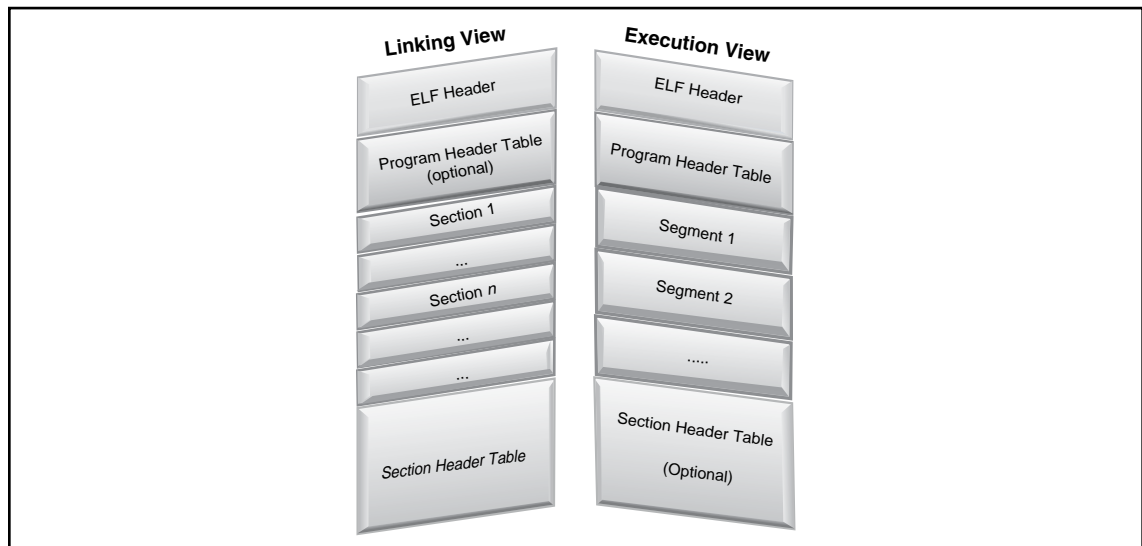 Linking View
ELF Header
Program Header Table
(optional)
Section 1
...
Section n
...
...
Section Header Table
Execution View
ELF Header
Program Header Table
Segment 1
Segment 2
.....
Section Header Table
(Optional)